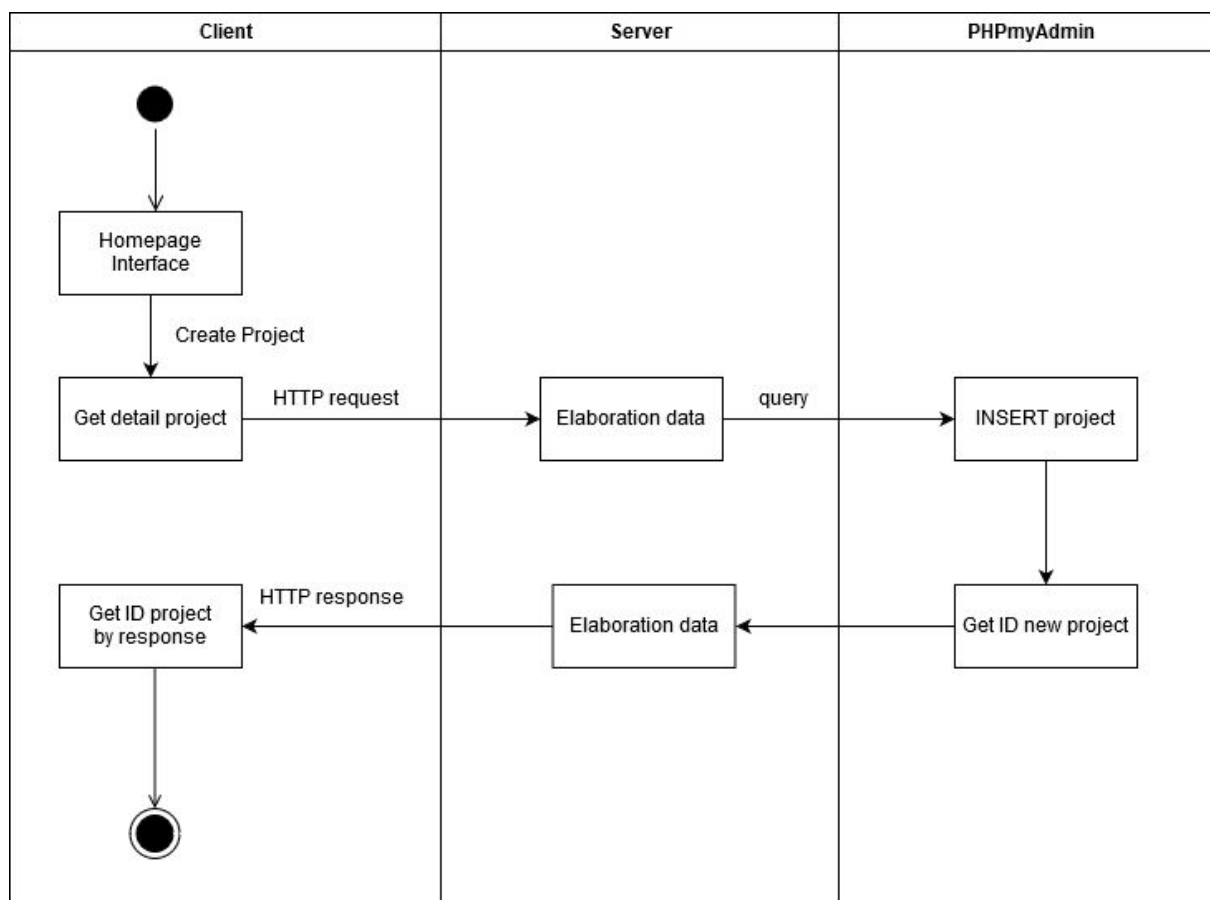 Client
Server
PHPmyAdmin
Homepage
Interface
Create Project
Get detail project
HTTP request
Elaboration data
query
INSERT project
Get ID project
by response
HTTP response
Elaboration data
Get ID new project